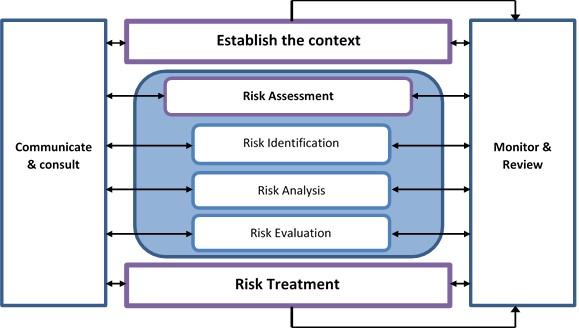 Establish the context
Risk Assessment
Communicate
& consult
Risk Identification
Monitor &
Review
Risk Analysis
Risk Evaluation
Risk Treatment